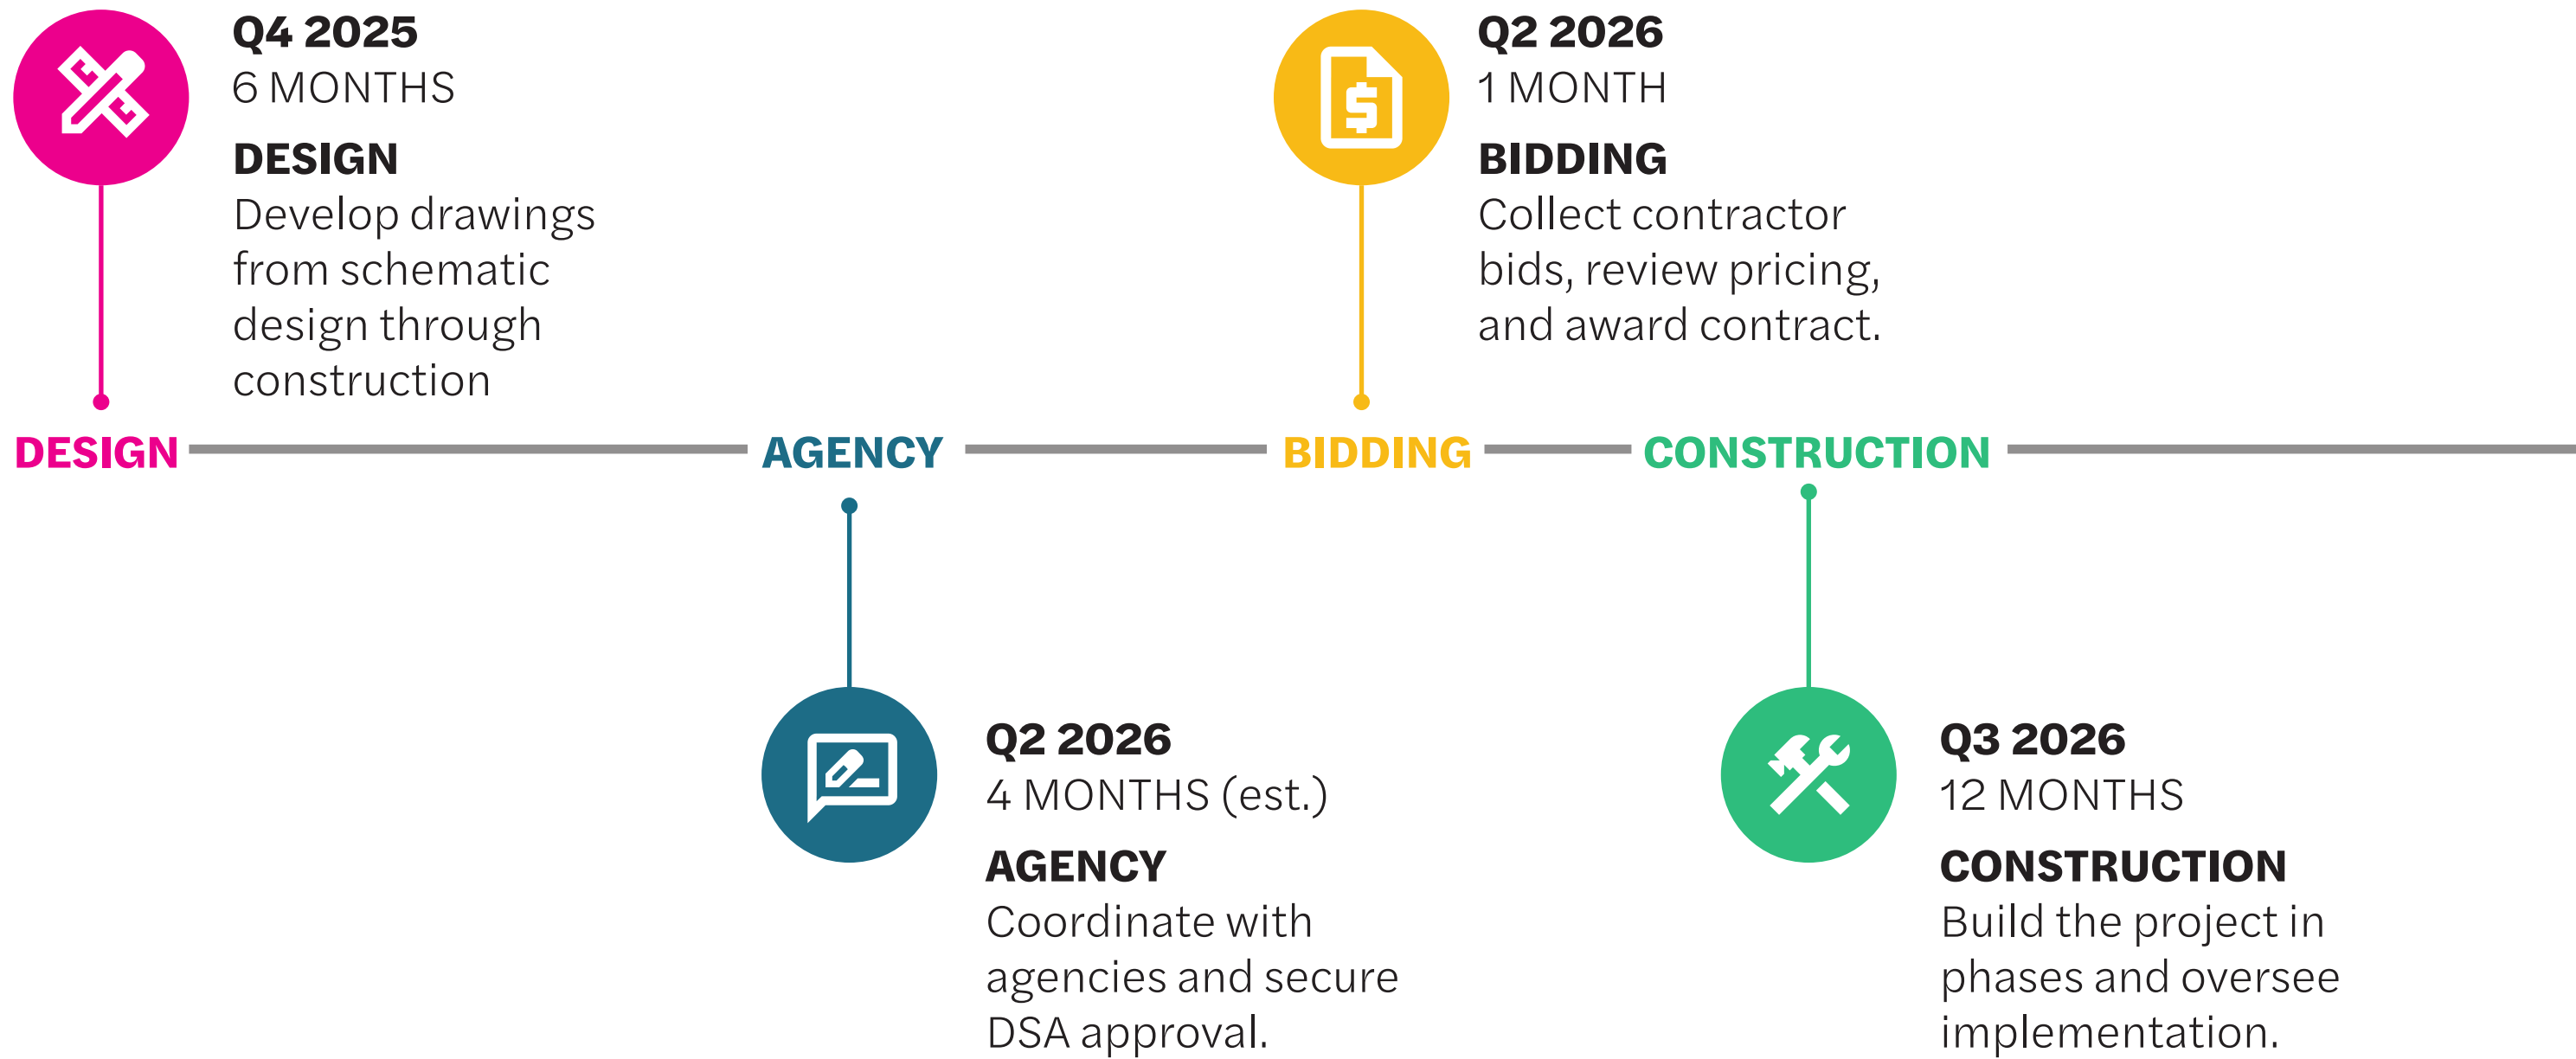 Q4 2025
6 MONTHS
DESIGN
Develop drawings
from schematic
design through
construction
Q2 2026
1 MONTH
BIDDING
Collect contractor
bids, review pricing,
and award contract.
DESIGN
AGENCY
BIDDING
CONSTRUCTION
Q2 2026
4 MONTHS (est.)
AGENCY
Coordinate with
agencies and secure
DSA approval.
Q3 2026
12 MONTHS
CONSTRUCTION
Build the project in
phases and oversee
implementation.